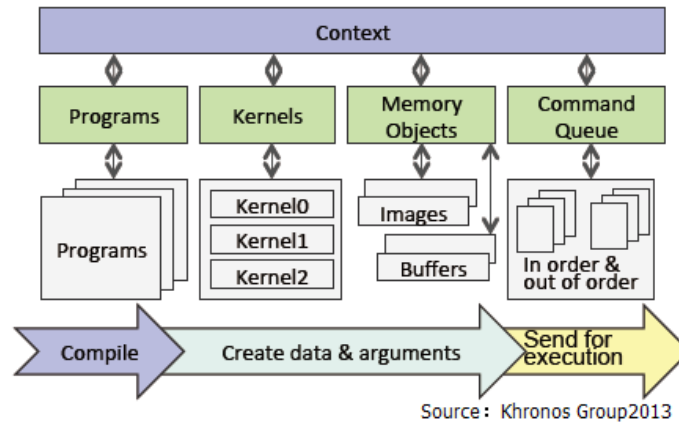 Context
Programs
Kernels
Memory
Objects
Command
Queue
Programs
Kernel0
Kernel1
Kernel2
Images
Buffers
In order &
out of order
Compile
Create data & arguments
Send for
execution
Source： Khronos Group2013